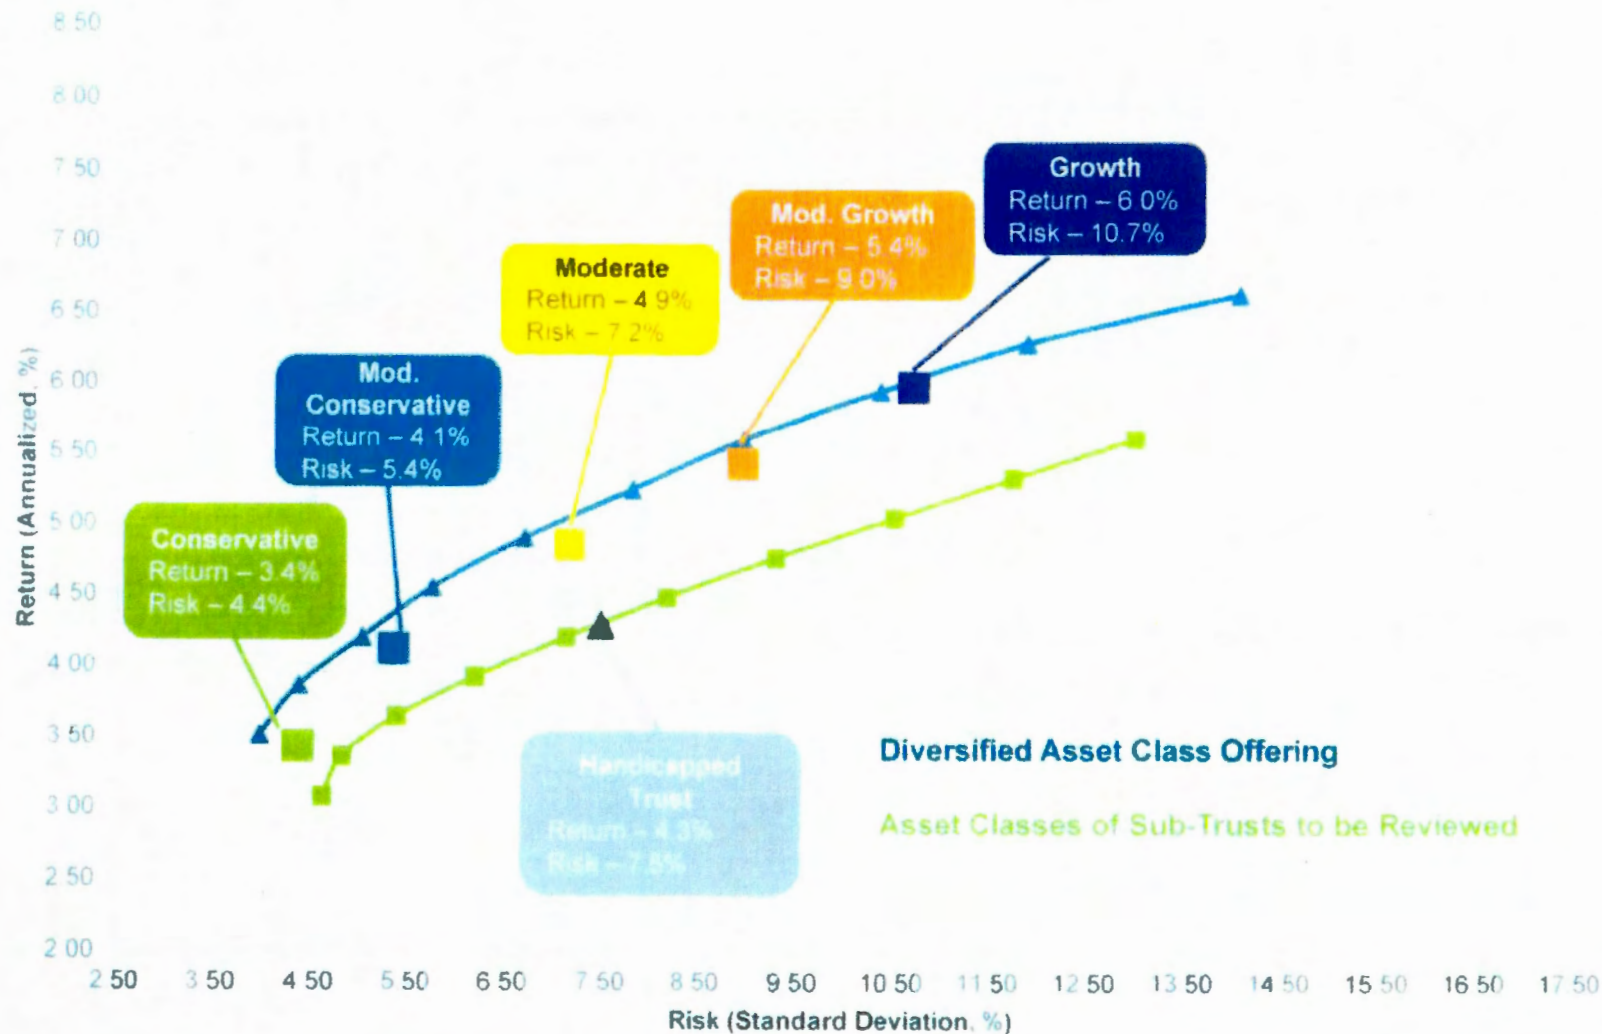 8 50
8 00
7 50
7 00
6 50
6 00
5 50
5 00
4 50
4 00
3 50
3 00
2 50
2 00
Return (Annualized, %)
Growth
Return – 6 0%
Risk – 10.7%
Mod. Growth
Return – 5 4%
Risk – 9 0%
Moderate
Return – 4 9%
Risk – 7 2%
Mod.
Conservative
Return – 4 1%
Risk – 5.4%
Conservative
Return – 3.4%
Risk – 4 4%
Handicapped
Trust
Return – 4.3%
Risk – 7.5%
Diversified Asset Class Offering
Asset Classes of Sub-Trusts to be Reviewed
2 50 3 50 4 50 5 50 6 50 7 50 8 50 9 50 10 50 11 50 12 50 13 50 14 50 15 50 16 50 17 50
Risk (Standard Deviation, %)